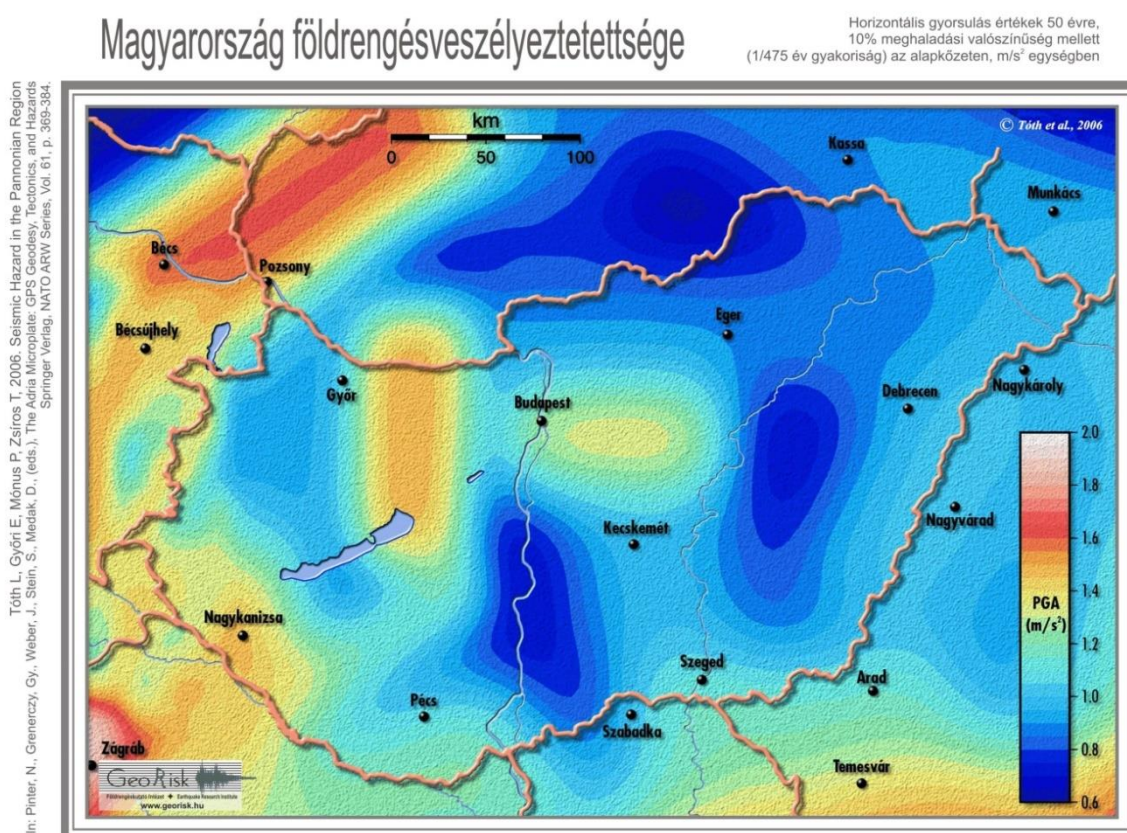 Magyarország földrengésveszélyeztetettsége
Horizontális gyorsulás értékek 50 évre,
10% meghaladási valószínűség mellett
(1/475 év gyakoriság) az alapkőzeten, m/s² egységben
Tóth L, Győri E, Mónus P, Zsíros T, 2006. Seismic Hazard in the Pannonian Region
In: Pinter, N., Grenerczy, Gy., Weber, J., Stein, S., Medak, D., (eds.), The Adria Microplate: GPS Geodesy, Tectonics, and Hazards
Springer Verlag, NATO ARW Series, Vol. 61, p. 369-384.
km
0 50 100
© Tóth et al., 2006
Kassa
Munkács
Bécs
Pozsony
Bécsújhely
Eger
Győr
Nagykároly
Debrecen
Budapest
Nagyvárad
Kecskemét
Nagykanizsa
Szeged
Arad
Pécs
Szabadka
Zágráb
Temesvár
2.0
1.8
1.6
1.4
PGA
(m/s²)
1.2
1.0
0.8
0.6
GeoRisk
Földrengéskutató Intézet Earthquake Research Institute
www.georisk.hu